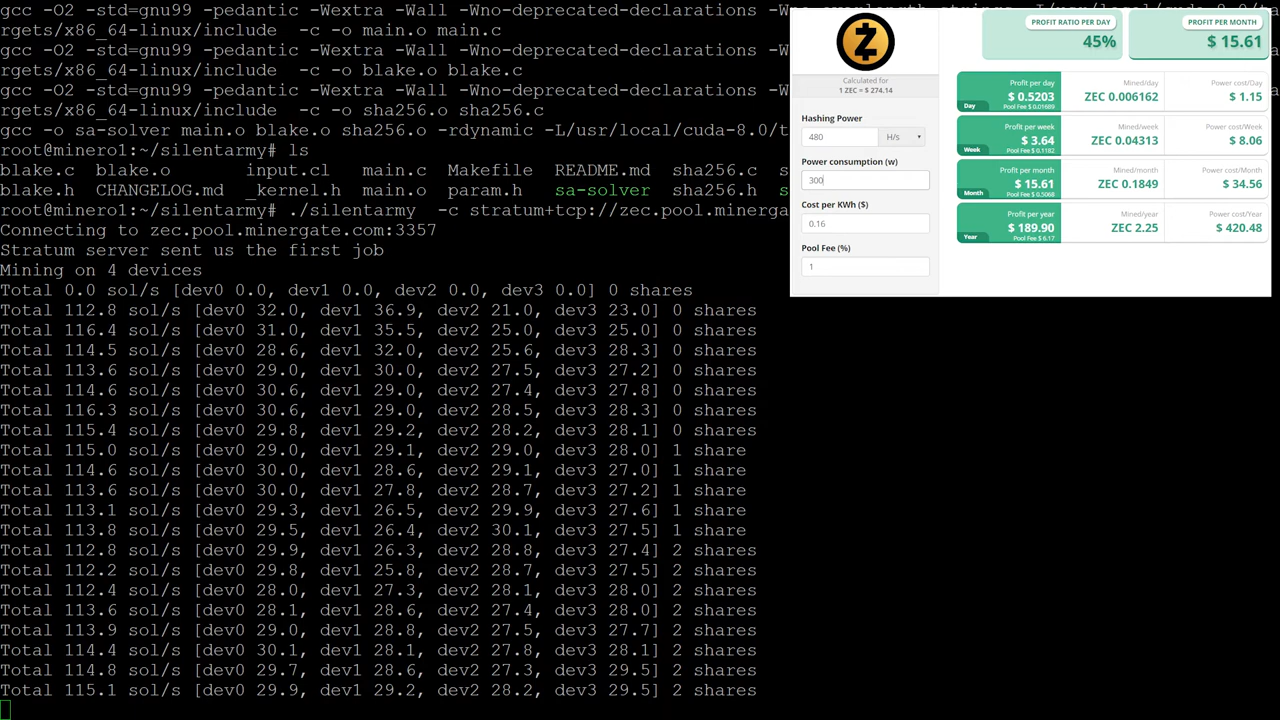 gcc -O2 -std=gnu99 -pedantic -Wextra -Wall -Wno-deprecated-declarations
rgets/x86_64-linux/include -c -o main.o main.c
gcc -O2 -std=gnu99 -pedantic -Wextra -Wall -Wno-deprecated-declarations
rgets/x86_64-linux/include -c -o blake.o blake.c
gcc -O2 -std=gnu99 -pedantic -Wextra -Wall -Wno-deprecated-declarations
rgets/x86_64-linux/include -c -o sha256.o sha256.c
gcc -o sa-solver main.o blake.o sha256.o -rdynamic -L/usr/local/cuda-8.0/t
root@miner1:~/silentarmy# ls
blake.c blake.o input.cl main.c Makefile README.md sha256.c s
blake.h CHANGELOG.md _kernel.h main.o param.h sa-solver sha256.h s
root@miner1:~/silentarmy# ./silentarmy -c stratum+tcp://zec.pool.minerga
Connecting to zec.pool.minergate.com:3357
Stratum server sent us the first job
Mining on 4 devices
Total 0.0 sol/s [dev0 0.0, dev1 0.0, dev2 0.0, dev3 0.0] 0 shares
Total 112.8 sol/s [dev0 32.0, dev1 36.9, dev2 21.0, dev3 23.0] 0 shares
Total 116.4 sol/s [dev0 31.0, dev1 35.5, dev2 25.0, dev3 25.0] 0 shares
Total 114.5 sol/s [dev0 28.6, dev1 32.0, dev2 25.6, dev3 28.3] 0 shares
Total 113.6 sol/s [dev0 29.0, dev1 30.0, dev2 27.5, dev3 27.2] 0 shares
Total 114.6 sol/s [dev0 30.6, dev1 29.0, dev2 27.4, dev3 27.8] 0 shares
Total 116.3 sol/s [dev0 30.6, dev1 29.0, dev2 28.5, dev3 28.3] 0 shares
Total 115.4 sol/s [dev0 29.8, dev1 29.2, dev2 28.2, dev3 28.1] 0 shares
Total 115.0 sol/s [dev0 29.0, dev1 29.1, dev2 29.0, dev3 28.0] 1 share
Total 114.6 sol/s [dev0 30.0, dev1 28.6, dev2 29.1, dev3 27.0] 1 share
Total 113.6 sol/s [dev0 30.0, dev1 27.8, dev2 28.7, dev3 27.2] 1 share
Total 113.1 sol/s [dev0 29.3, dev1 26.5, dev2 29.9, dev3 27.6] 1 share
Total 113.8 sol/s [dev0 29.5, dev1 26.4, dev2 30.1, dev3 27.5] 1 share
Total 112.8 sol/s [dev0 29.9, dev1 26.3, dev2 28.8, dev3 27.4] 2 shares
Total 112.2 sol/s [dev0 29.8, dev1 25.8, dev2 28.7, dev3 27.5] 2 shares
Total 112.4 sol/s [dev0 28.0, dev1 27.3, dev2 28.1, dev3 28.0] 2 shares
Total 113.6 sol/s [dev0 28.1, dev1 28.6, dev2 27.4, dev3 28.0] 2 shares
Total 113.9 sol/s [dev0 29.0, dev1 28.8, dev2 27.5, dev3 27.7] 2 shares
Total 114.4 sol/s [dev0 30.1, dev1 28.1, dev2 27.8, dev3 28.1] 2 shares
Total 114.8 sol/s [dev0 29.7, dev1 28.6, dev2 27.3, dev3 29.5] 2 shares
Total 115.1 sol/s [dev0 29.9, dev1 29.2, dev2 28.2, dev3 29.5] 2 shares
Calculated for
1 ZEC = $ 274.14
Hashing Power
480 H/s
Power consumption (w)
300
Cost per KWh ($)
0.16
Pool Fee (%)
1
PROFIT RATIO PER DAY
45%
PROFIT PER MONTH
$ 15.61
Profit per day Mined/day Power cost/Day
$ 0.5203 ZEC 0.006162 $ 1.15
Day Pool Fee $ 0.01689
Profit per week Mined/week Power cost/Week
$ 3.64 ZEC 0.04313 $ 8.06
Week Pool Fee $ 0.1182
Profit per month Mined/month Power cost/Month
$ 15.61 ZEC 0.1849 $ 34.56
Month Pool Fee $ 0.5068
Profit per year Mined/year Power cost/Year
$ 189.90 ZEC 2.25 $ 420.48
Year Pool Fee $ 6.17